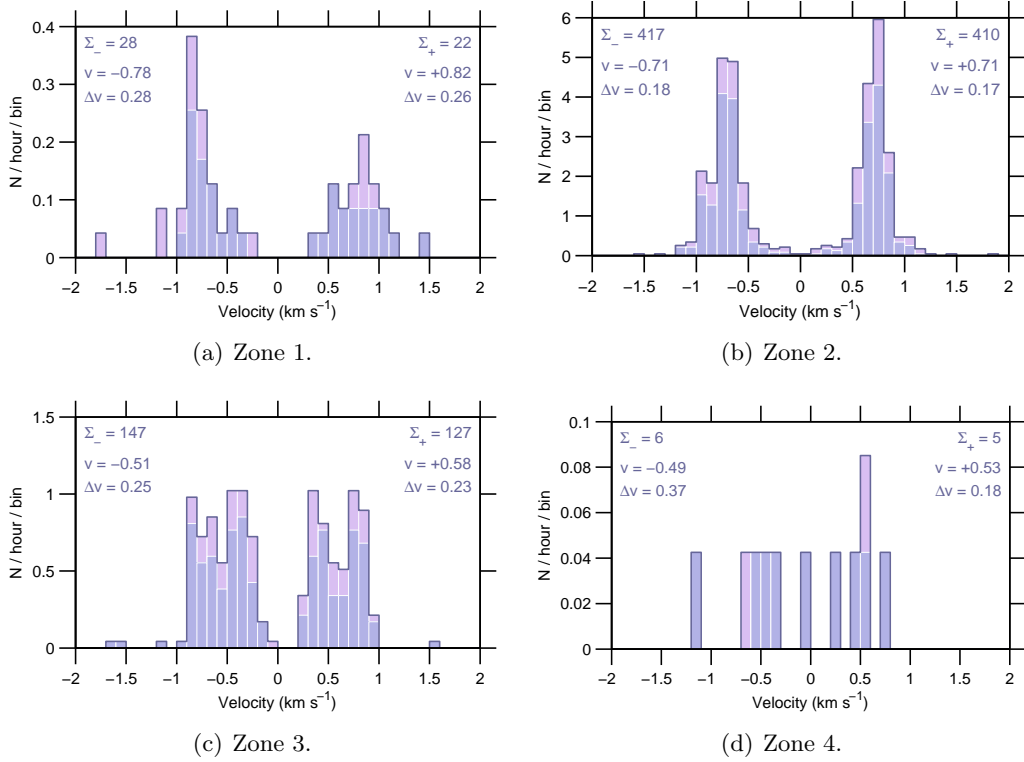 0.4
0.3
0.2
0.1
0
N / hour / bin
Σ− = 28
v = −0.78
Δv = 0.28
Σ+ = 22
v = +0.82
Δv = 0.26
−2 −1.5 −1 −0.5 0 0.5 1 1.5 2
Velocity (km s−1)
(a) Zone 1.
6
5
4
3
2
1
0
N / hour / bin
Σ− = 417
v = −0.71
Δv = 0.18
Σ+ = 410
v = +0.71
Δv = 0.17
−2 −1.5 −1 −0.5 0 0.5 1 1.5 2
Velocity (km s−1)
(b) Zone 2.
1.5
1
0.5
0
N / hour / bin
Σ− = 147
v = −0.51
Δv = 0.25
Σ+ = 127
v = +0.58
Δv = 0.23
−2 −1.5 −1 −0.5 0 0.5 1 1.5 2
Velocity (km s−1)
(c) Zone 3.
0.1
0.08
0.06
0.04
0.02
0
N / hour / bin
Σ− = 6
v = −0.49
Δv = 0.37
Σ+ = 5
v = +0.53
Δv = 0.18
−2 −1.5 −1 −0.5 0 0.5 1 1.5 2
Velocity (km s−1)
(d) Zone 4.